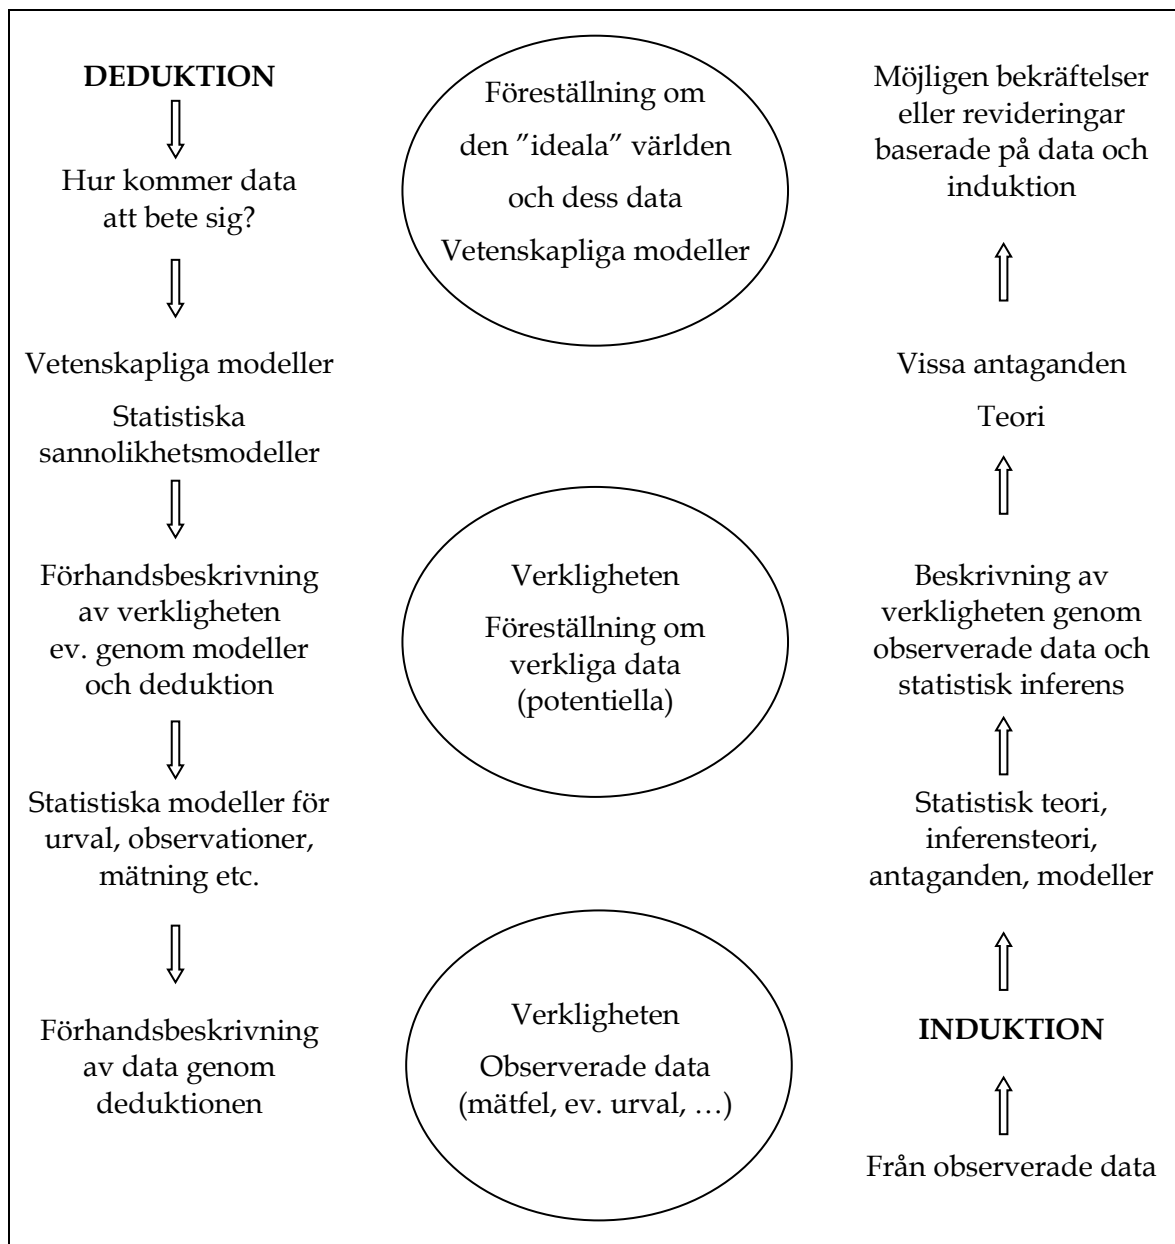 DEDUKTION
Hur kommer data
att bete sig?
Vetenskapliga modeller
Statistiska
sannolikhetsmodeller
Förhandsbeskrivning
av verkligheten
ev. genom modeller
och deduktion
Statistiska modeller för
urval, observationer,
mätning etc.
Förhandsbeskrivning
av data genom
deduktionen
Föreställning om
den ”ideala” världen
och dess data
Vetenskapliga modeller
Verkligheten
Föreställning om
verkliga data
(potentiella)
Verkligheten
Observerade data
(mätfel, ev. urval, …)
Möjligen bekräftelser
eller revideringar
baserade på data och
induktion
Vissa antaganden
Teori
Beskrivning av
verkligheten genom
observerade data och
statistisk inferens
Statistisk teori,
inferensteori,
antaganden, modeller
INDUKTION
Från observerade data